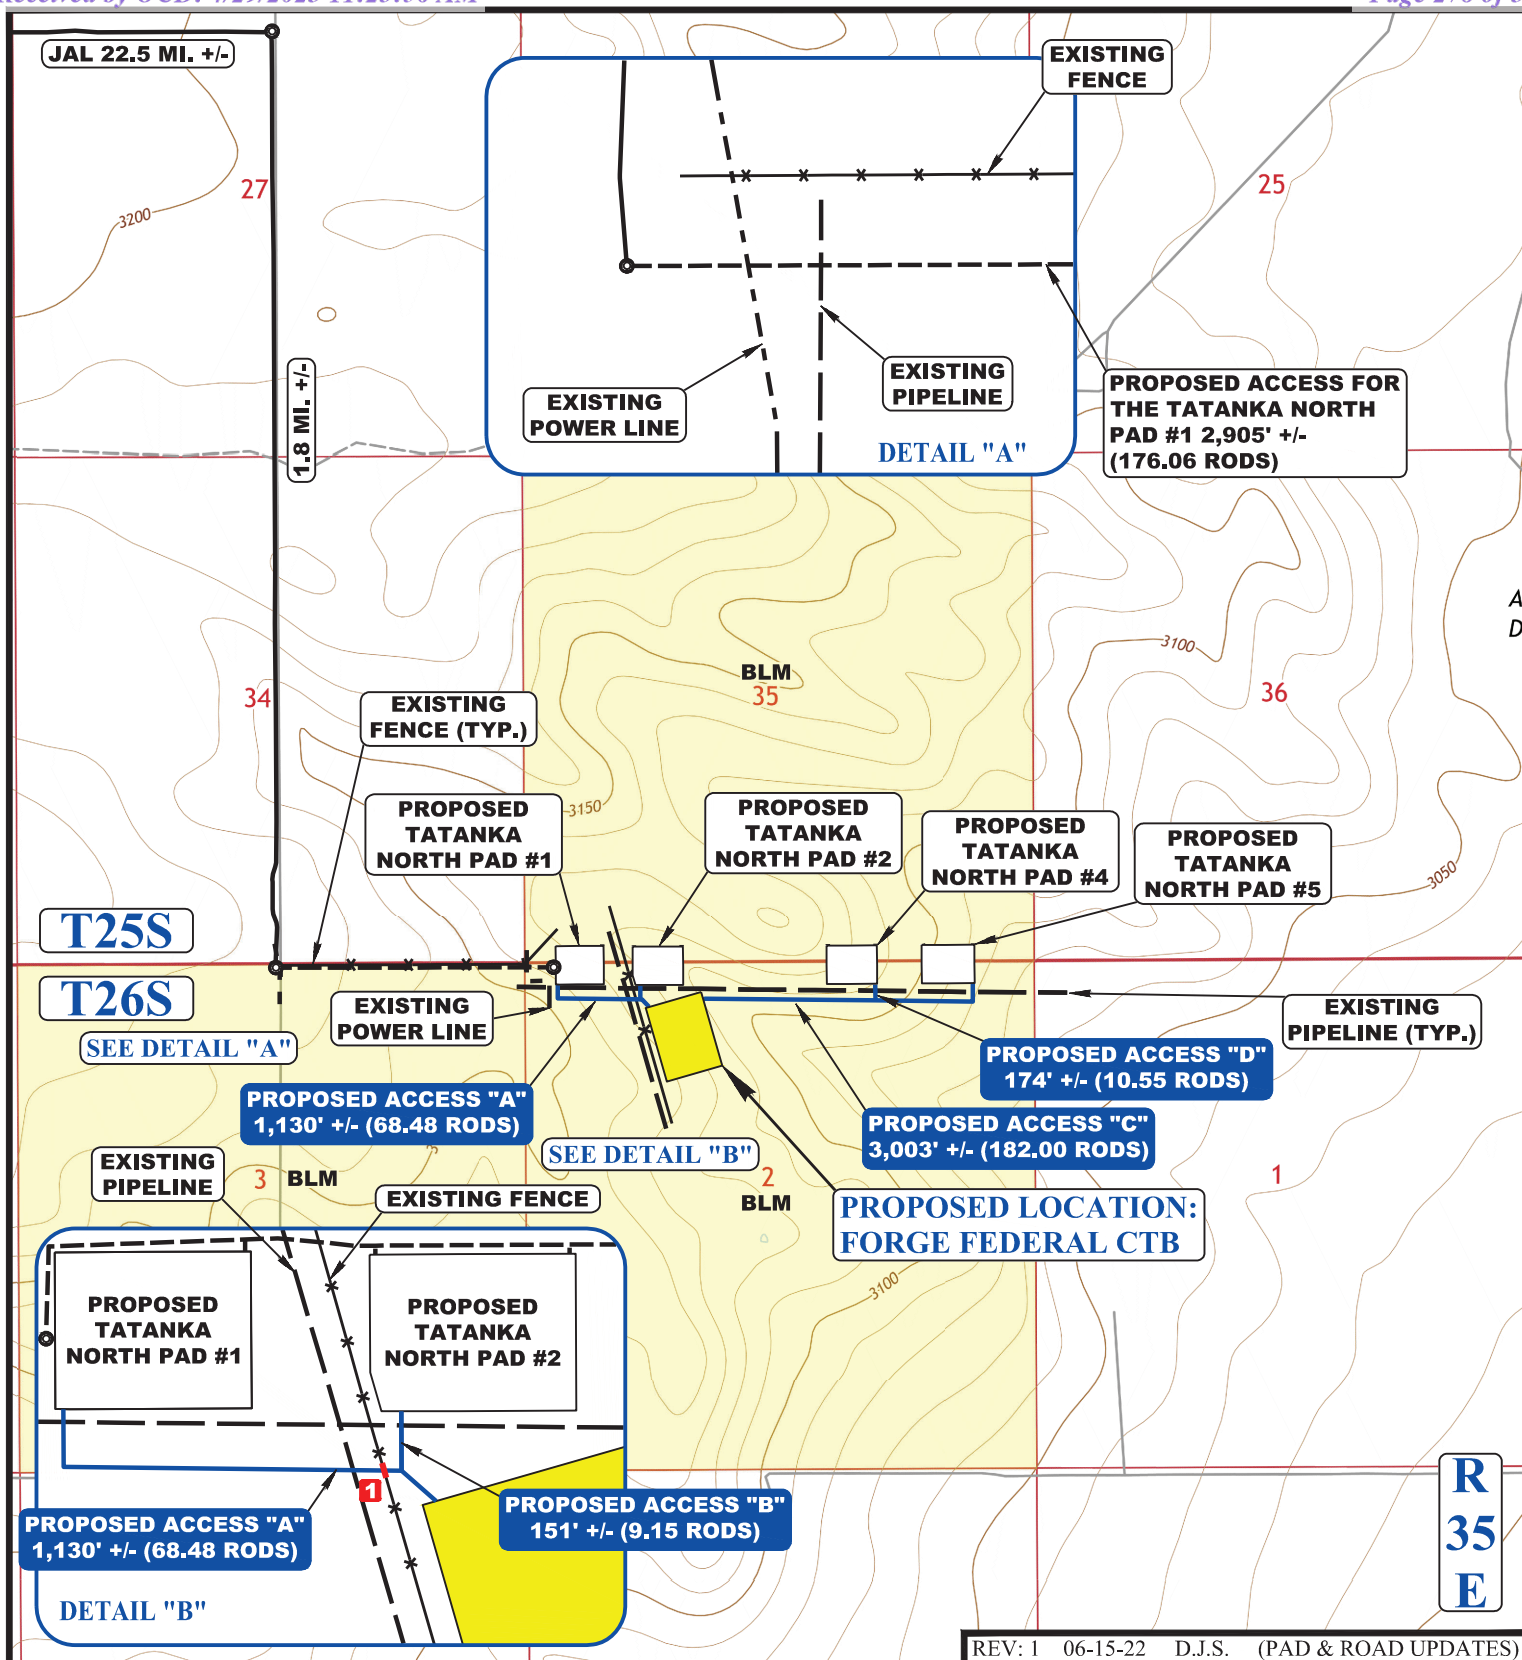 JAL 22.5 MI. +/-
EXISTING
FENCE
27
25
3200
1.8 MI. +/-
EXISTING
POWER LINE
EXISTING
PIPELINE
DETAIL "A"
PROPOSED ACCESS FOR
THE TATANKA NORTH
PAD #1 2,905' +/-
(176.06 RODS)
3100
BLM
35
34
36
EXISTING
FENCE (TYP.)
3150
PROPOSED
TATANKA
NORTH PAD #1
PROPOSED
TATANKA
NORTH PAD #2
PROPOSED
TATANKA
NORTH PAD #4
PROPOSED
TATANKA
NORTH PAD #5
3050
T25S
T26S
SEE DETAIL "A"
EXISTING
POWER LINE
EXISTING
PIPELINE (TYP.)
PROPOSED ACCESS "D"
174' +/- (10.55 RODS)
PROPOSED ACCESS "A"
1,130' +/- (68.48 RODS)
PROPOSED ACCESS "C"
3,003' +/- (182.00 RODS)
SEE DETAIL "B"
EXISTING
PIPELINE
3 BLM
EXISTING FENCE
2
BLM
1
PROPOSED LOCATION:
FORGE FEDERAL CTB
3100
PROPOSED
TATANKA
NORTH PAD #1
PROPOSED
TATANKA
NORTH PAD #2
1
PROPOSED ACCESS "B"
151' +/- (9.15 RODS)
PROPOSED ACCESS "A"
1,130' +/- (68.48 RODS)
DETAIL "B"
R
35
E
REV: 1 06-15-22 D.J.S. (PAD & ROAD UPDATES)